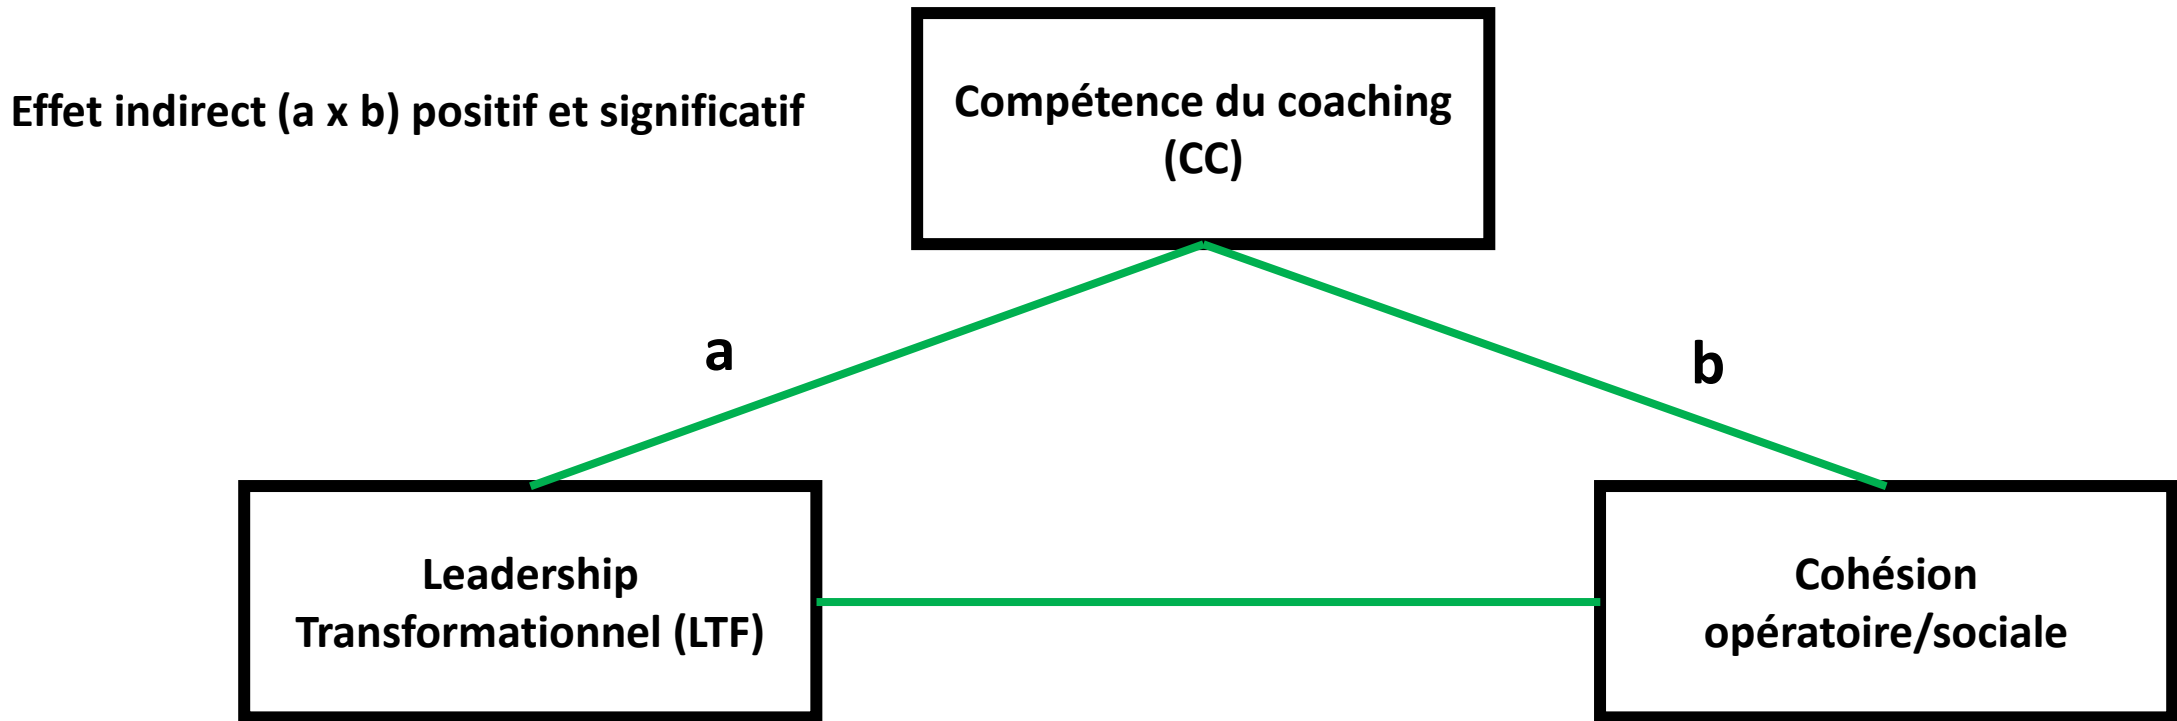 Effet indirect (a x b) positif et significatif
Compétence du coaching
(CC)
a
b
Leadership
Transformationnel (LTF)
Cohésion
opératoire/sociale